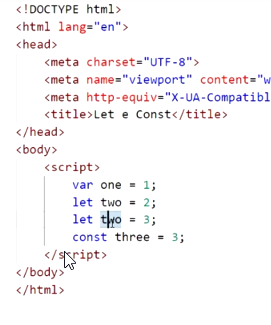 <!DOCTYPE html>
<html lang="en">
<head>
<meta charset="UTF-8">
<meta name="viewport" content="w
<meta http-equiv="X-UA-Compatibl
<title>Let e Const</title>
</head>
<body>
<script>
var one = 1;
let two = 2;
let two = 3;
const three = 3;
</script>
</body>
</html>